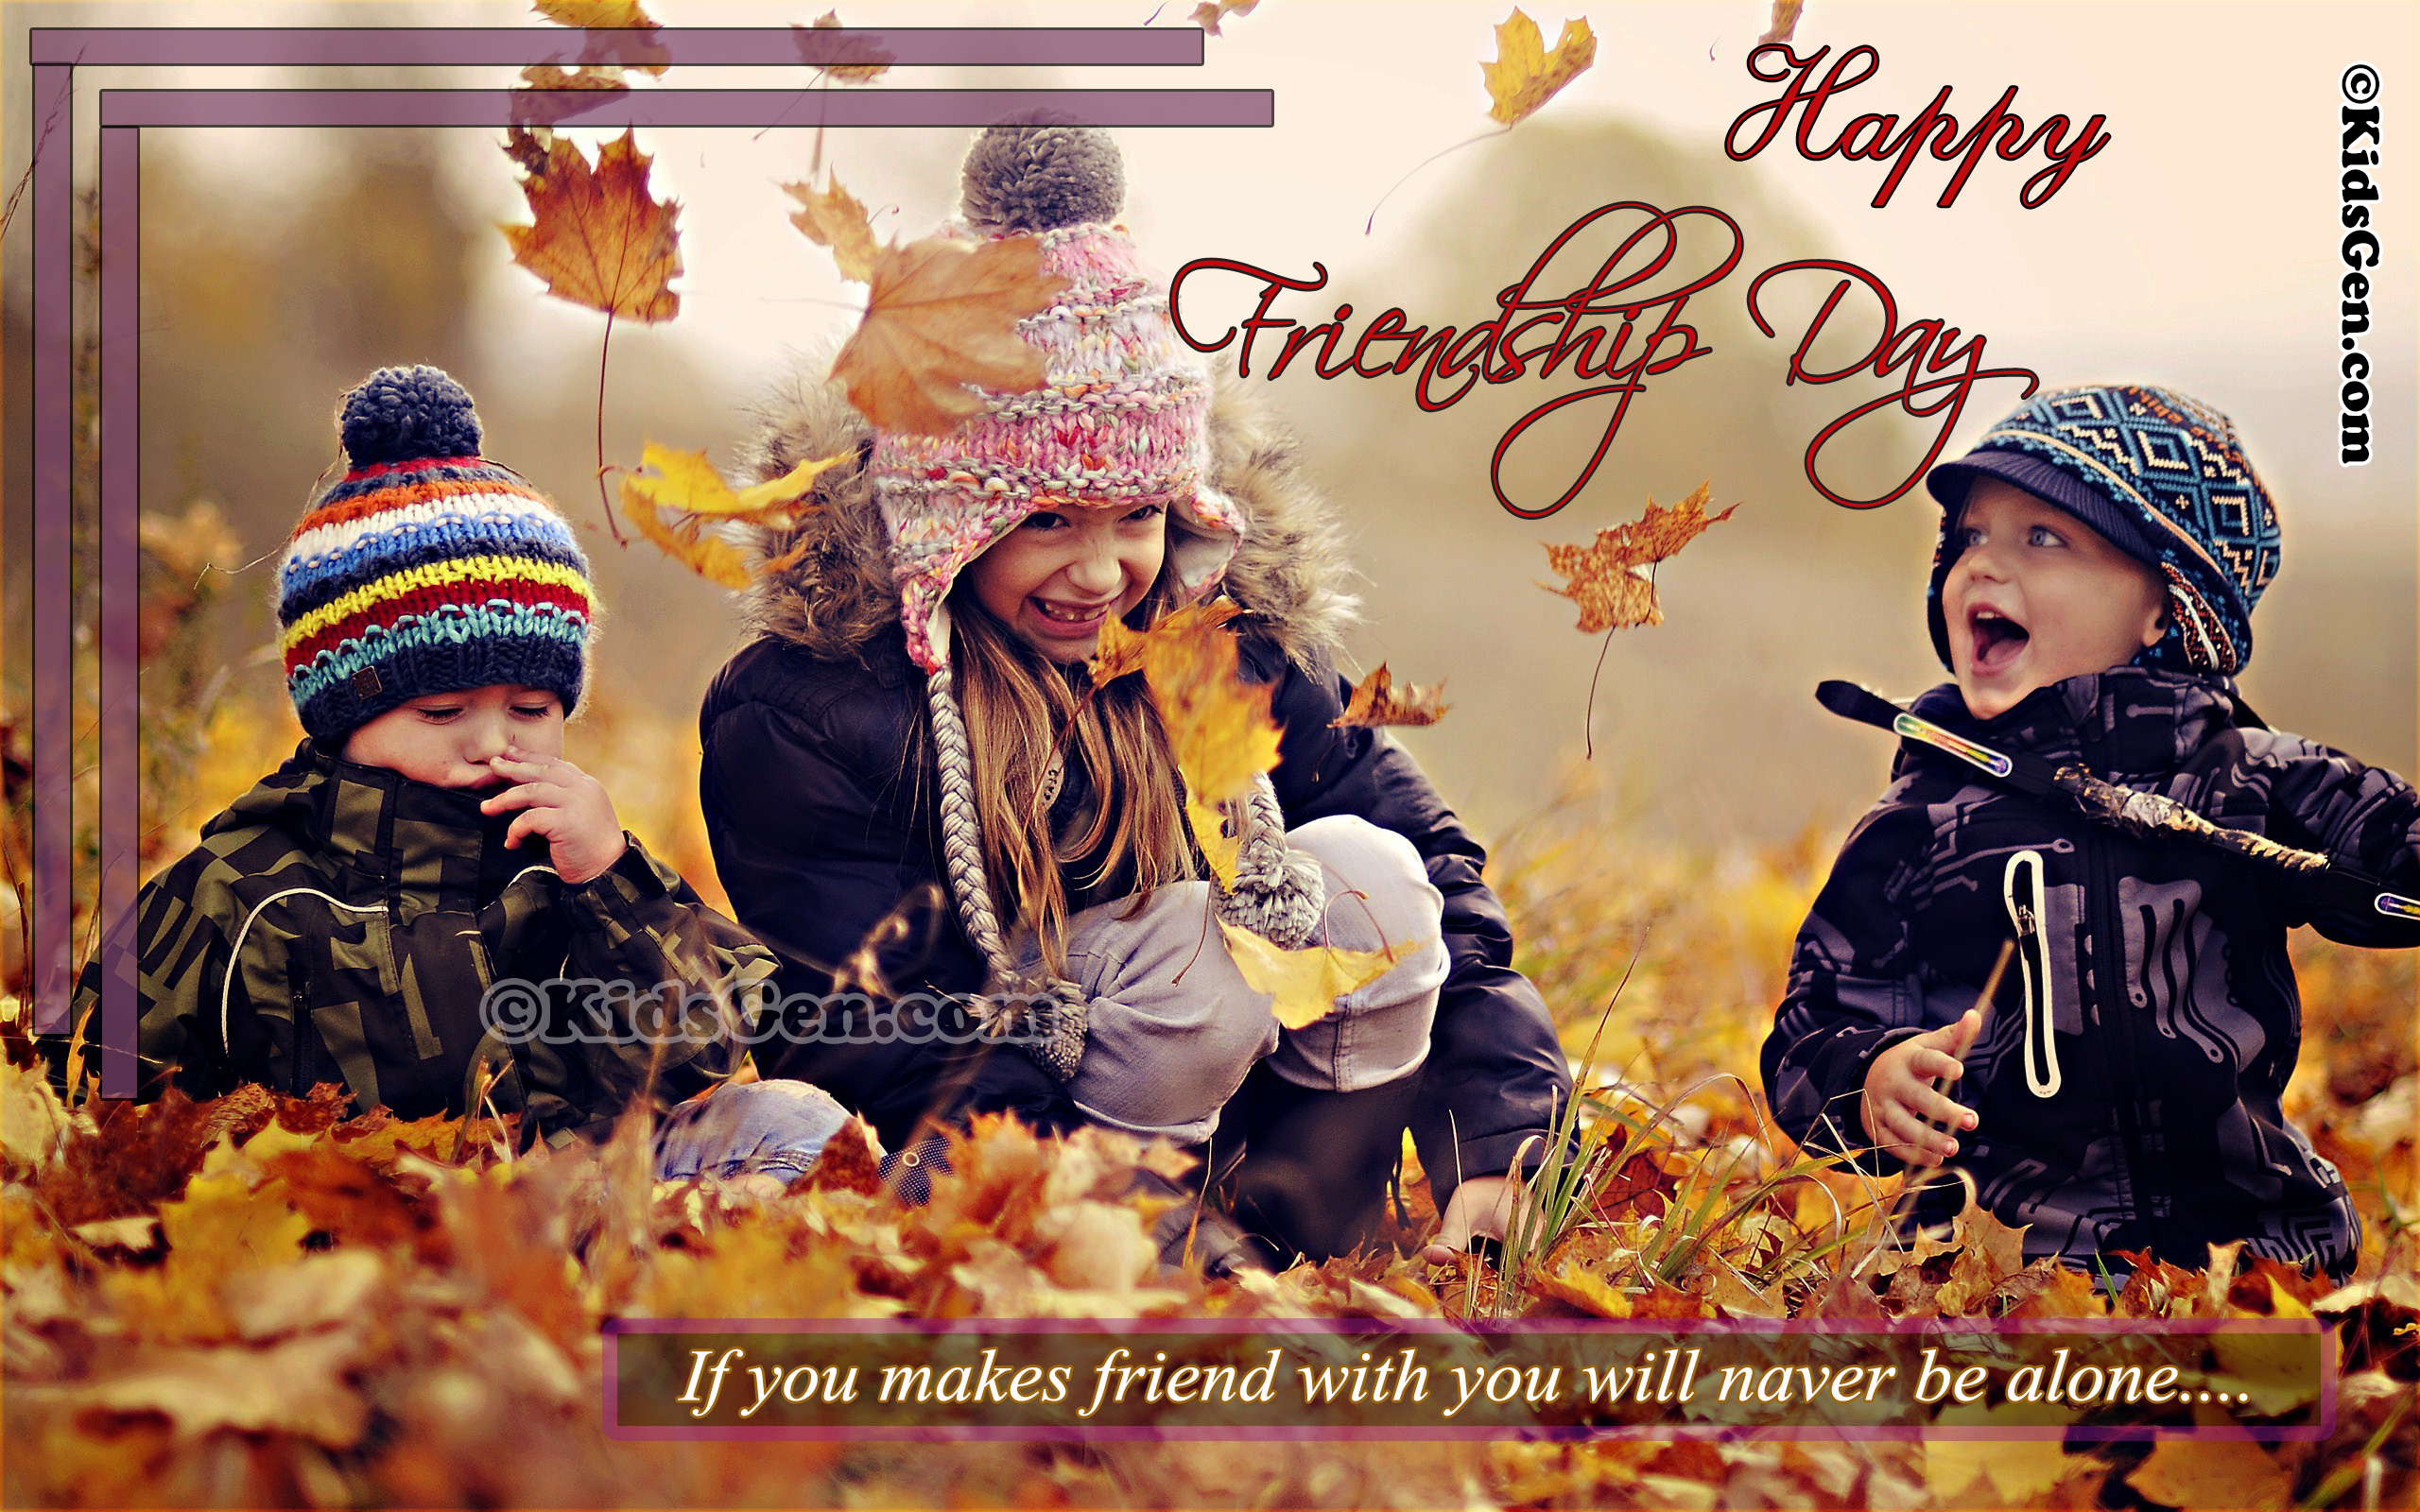 Happy
Friendship Day
©KidsGen.com
©KidsGen.com
If you makes friend with you will naver be alone....